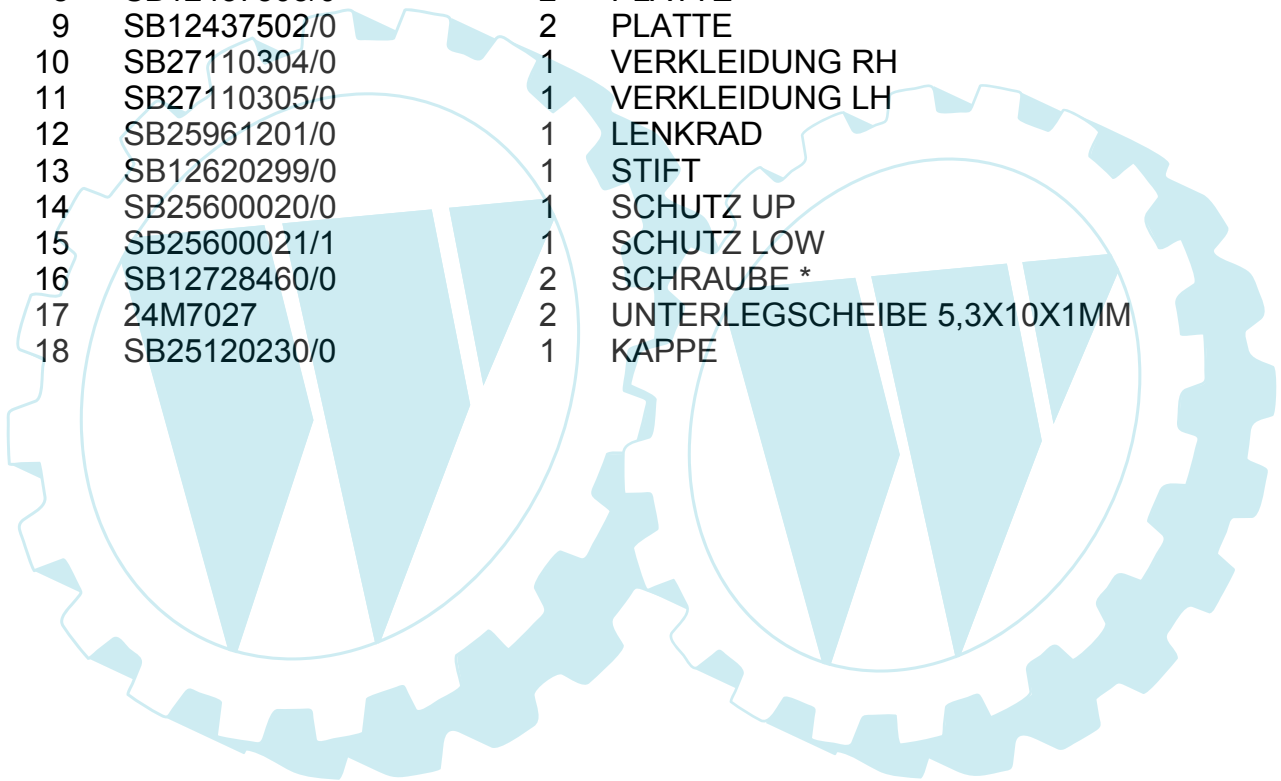 9 SB12437502/0 2 PLATTE
10 SB27110304/0 1 VERKLEIDUNG RH
11 SB27110305/0 1 VERKLEIDUNG LH
12 SB25961201/0 1 LENKRAD
13 SB12620299/0 1 STIFT
14 SB25600020/0 1 SCHUTZ UP
15 SB25600021/1 1 SCHUTZ LOW
16 SB12728460/0 2 SCHRAUBE *
17 24M7027 2 UNTERLEGSCHEIBE 5,3X10X1MM
18 SB25120230/0 1 KAPPE